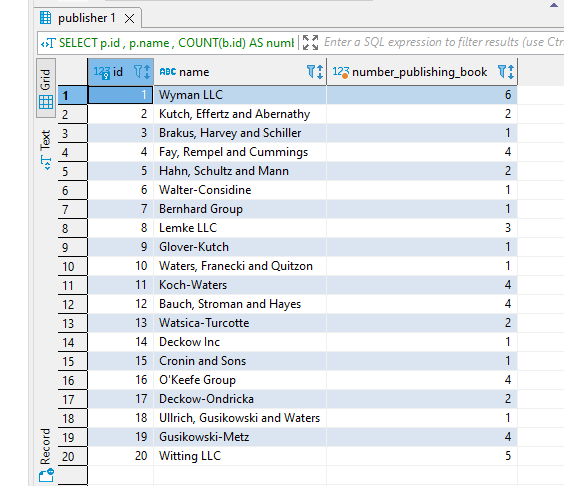 publisher 1
SELECT p.id , p.name , COUNT(b.id) AS numb
Enter a SQL expression to filter results (use Ctr
Grid
Text
Record
123 id ABC name 123 number_publishing_book
1 1 Wyman LLC 6
2 2 Kutch, Effertz and Abernathy 2
3 3 Brakus, Harvey and Schiller 1
4 4 Fay, Rempel and Cummings 4
5 5 Hahn, Schultz and Mann 2
6 6 Walter-Considine 1
7 7 Bernhard Group 1
8 8 Lemke LLC 3
9 9 Glover-Kutch 1
10 10 Waters, Franecki and Quitzon 1
11 11 Koch-Waters 4
12 12 Bauch, Stroman and Hayes 4
13 13 Watsica-Turcotte 2
14 14 Deckow Inc 1
15 15 Cronin and Sons 1
16 16 O'Keefe Group 4
17 17 Deckow-Ondricka 2
18 18 Ullrich, Gusikowski and Waters 1
19 19 Gusikowski-Metz 4
20 20 Witting LLC 5